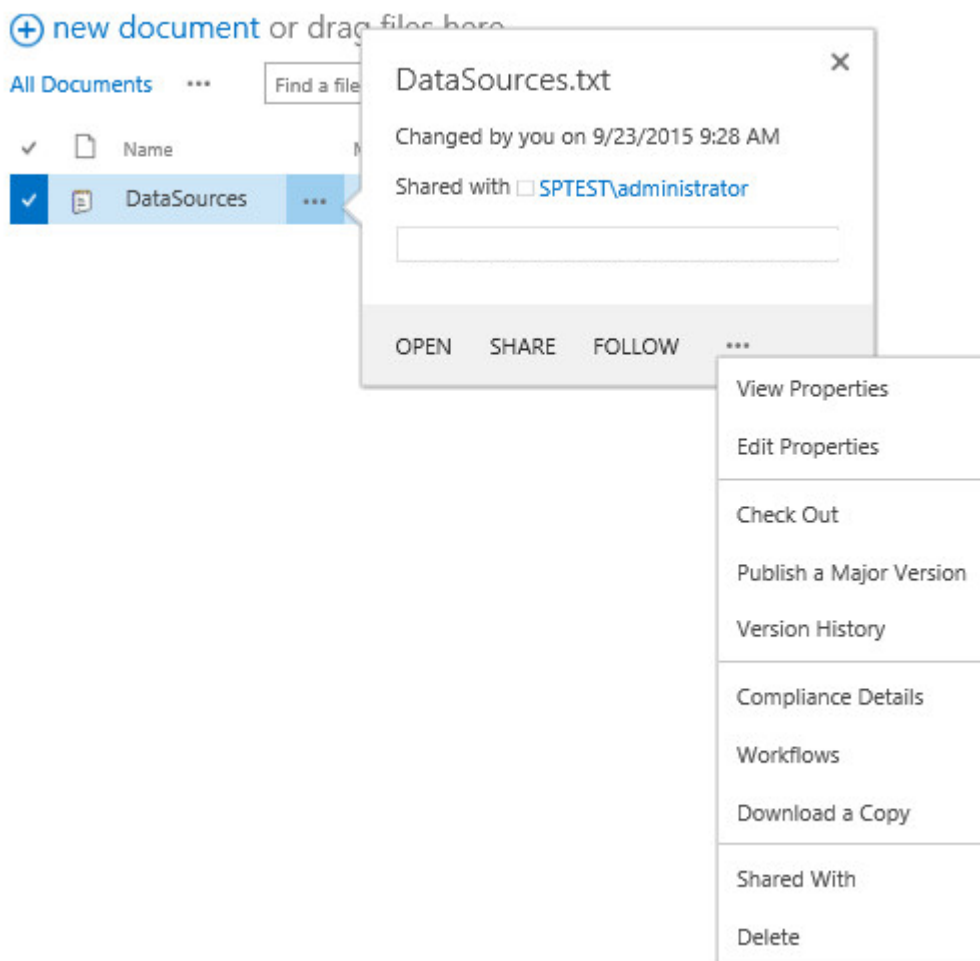 new document or drag files here
All Documents ...
Find a file
Name
DataSources ...
DataSources.txt
Changed by you on 9/23/2015 9:28 AM
Shared with SPTEST\administrator
OPEN SHARE FOLLOW ...
View Properties
Edit Properties
Check Out
Publish a Major Version
Version History
Compliance Details
Workflows
Download a Copy
Shared With
Delete